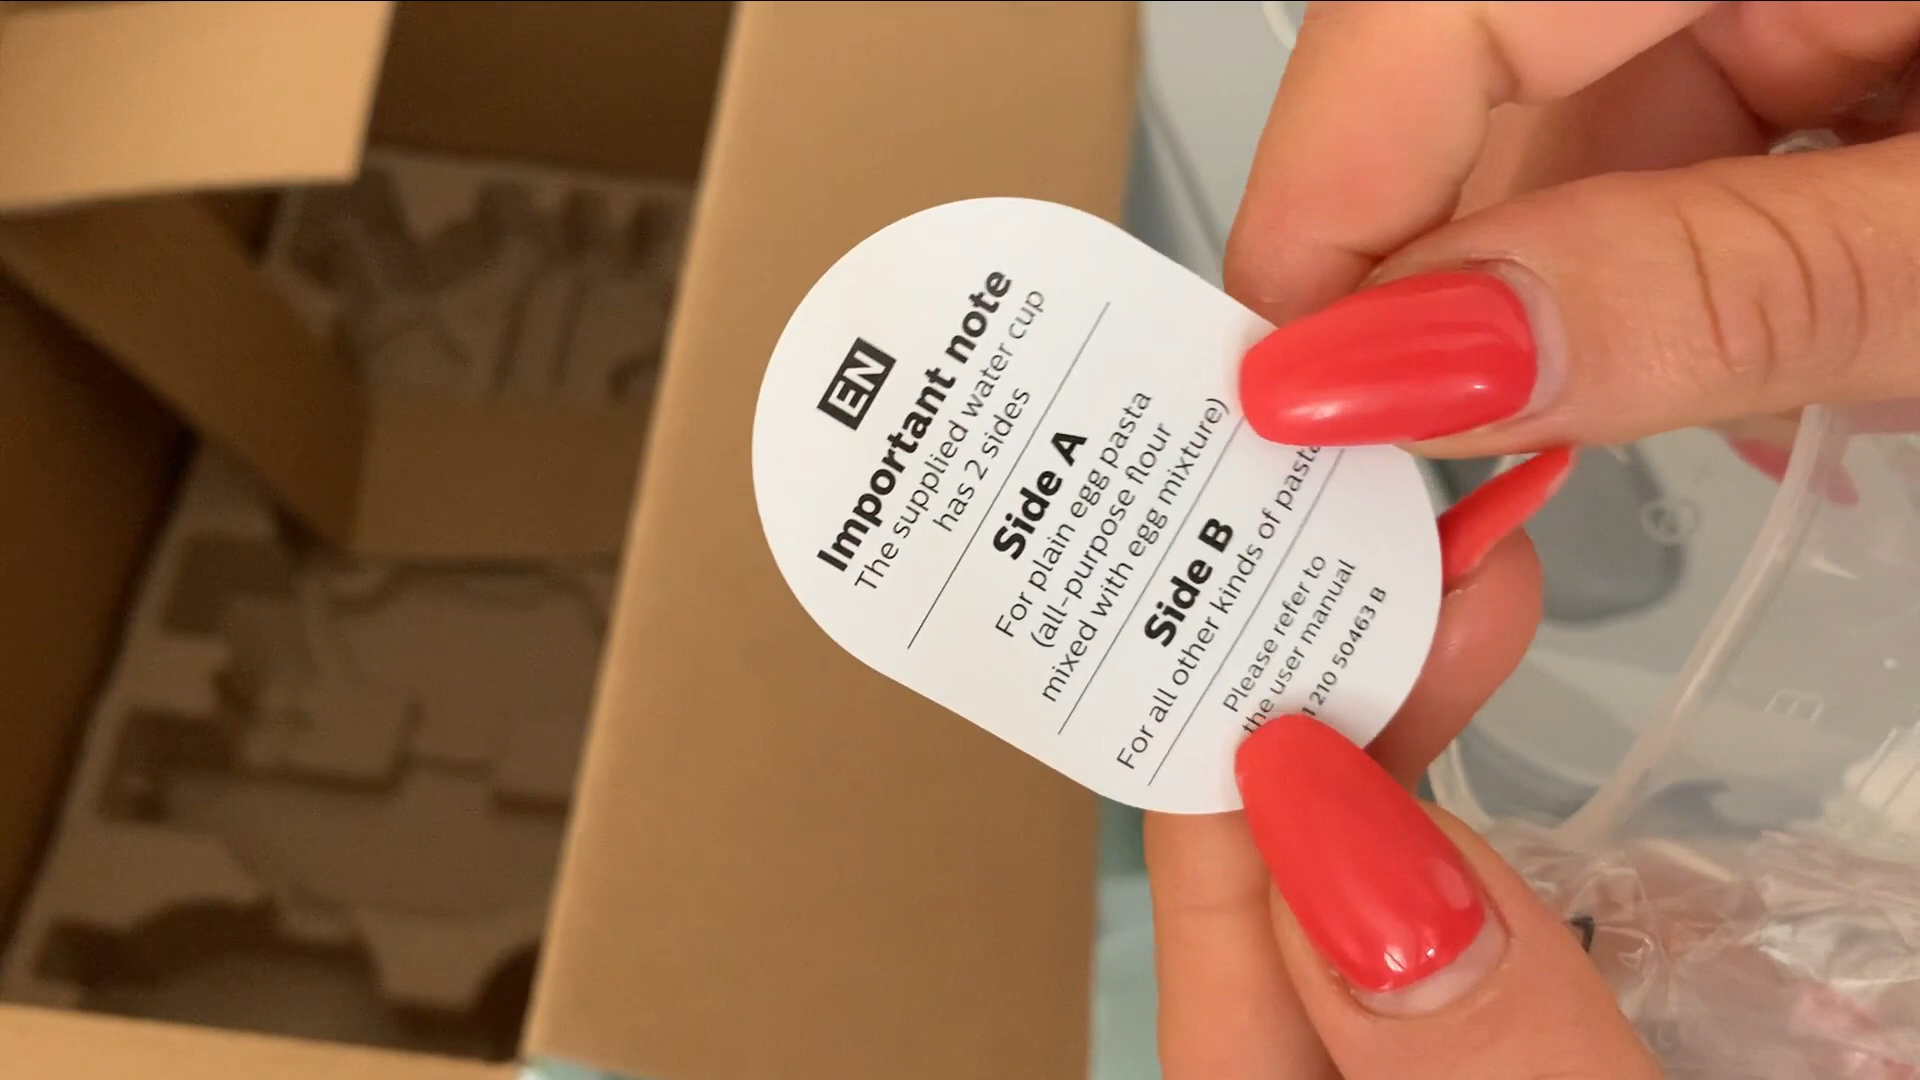 EN
Important note
The supplied water cup
has 2 sides
Side A
For plain egg pasta
(all-purpose flour
mixed with egg mixture)
Side B
For all other kinds of pasta
Please refer to
the user manual
210 50463 B